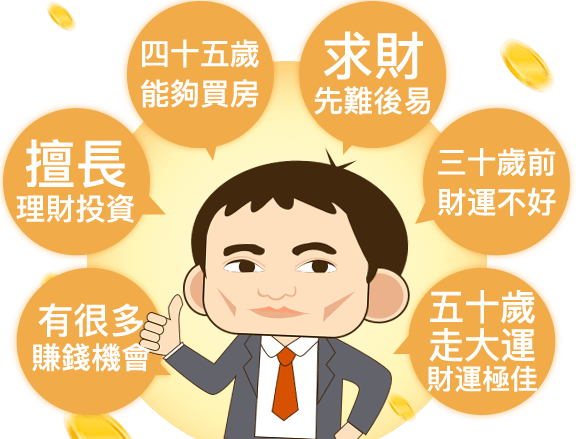 四十五歲
能夠買房
求財
先難後易
擅長
理財投資
三十歲前
財運不好
有很多
賺錢機會
五十歲
走大運
財運極佳